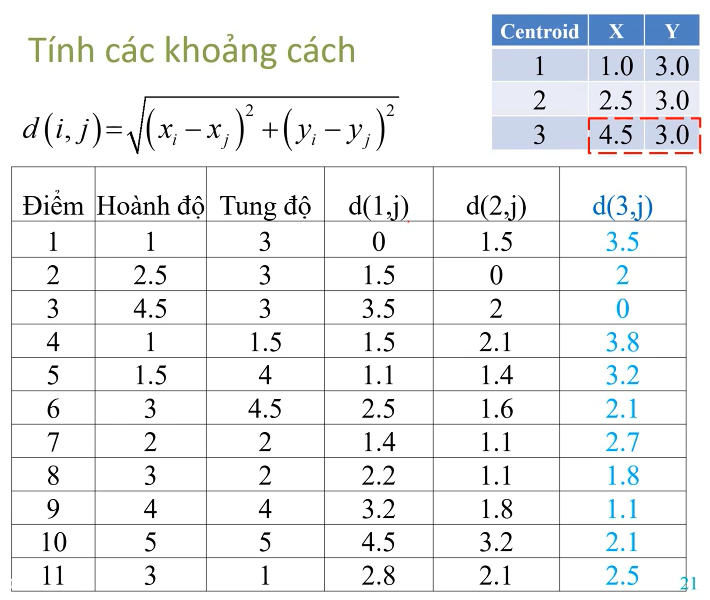 Tính các khoảng cách
Centroid X Y
1 1.0 3.0
2 2.5 3.0
3 4.5 3.0
d(i, j)=√(x_i − x_j)^2 + (y_i − y_j)^2
Điểm Hoành độ Tung độ d(1,j) d(2,j) d(3,j)
1 1 3 0 1.5 3.5
2 2.5 3 1.5 0 2
3 4.5 3 3.5 2 0
4 1 1.5 1.5 2.1 3.8
5 1.5 4 1.1 1.4 3.2
6 3 4.5 2.5 1.6 2.1
7 2 2 1.4 1.1 2.7
8 3 2 2.2 1.1 1.8
9 4 4 3.2 1.8 1.1
10 5 5 4.5 3.2 2.1
11 3 1 2.8 2.1 2.5
21